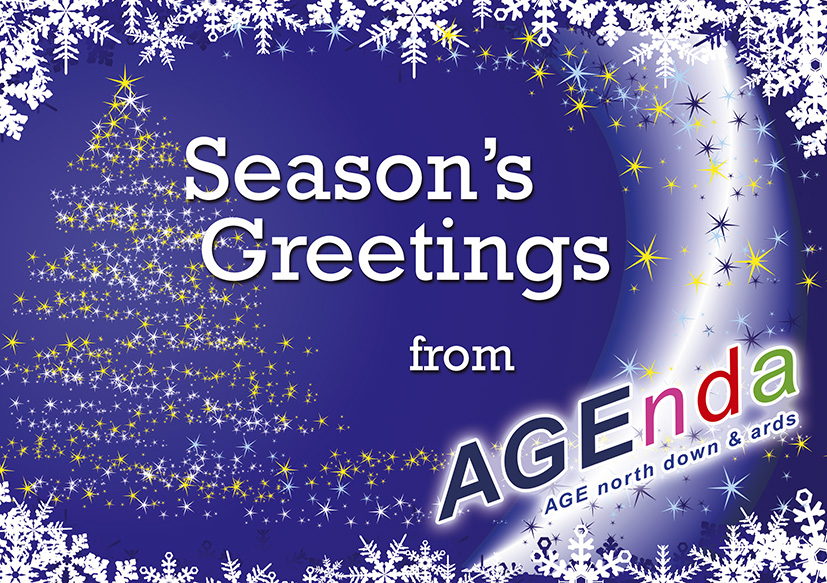 Season’s
Greetings
from
AGEnda
AGE north down & ards